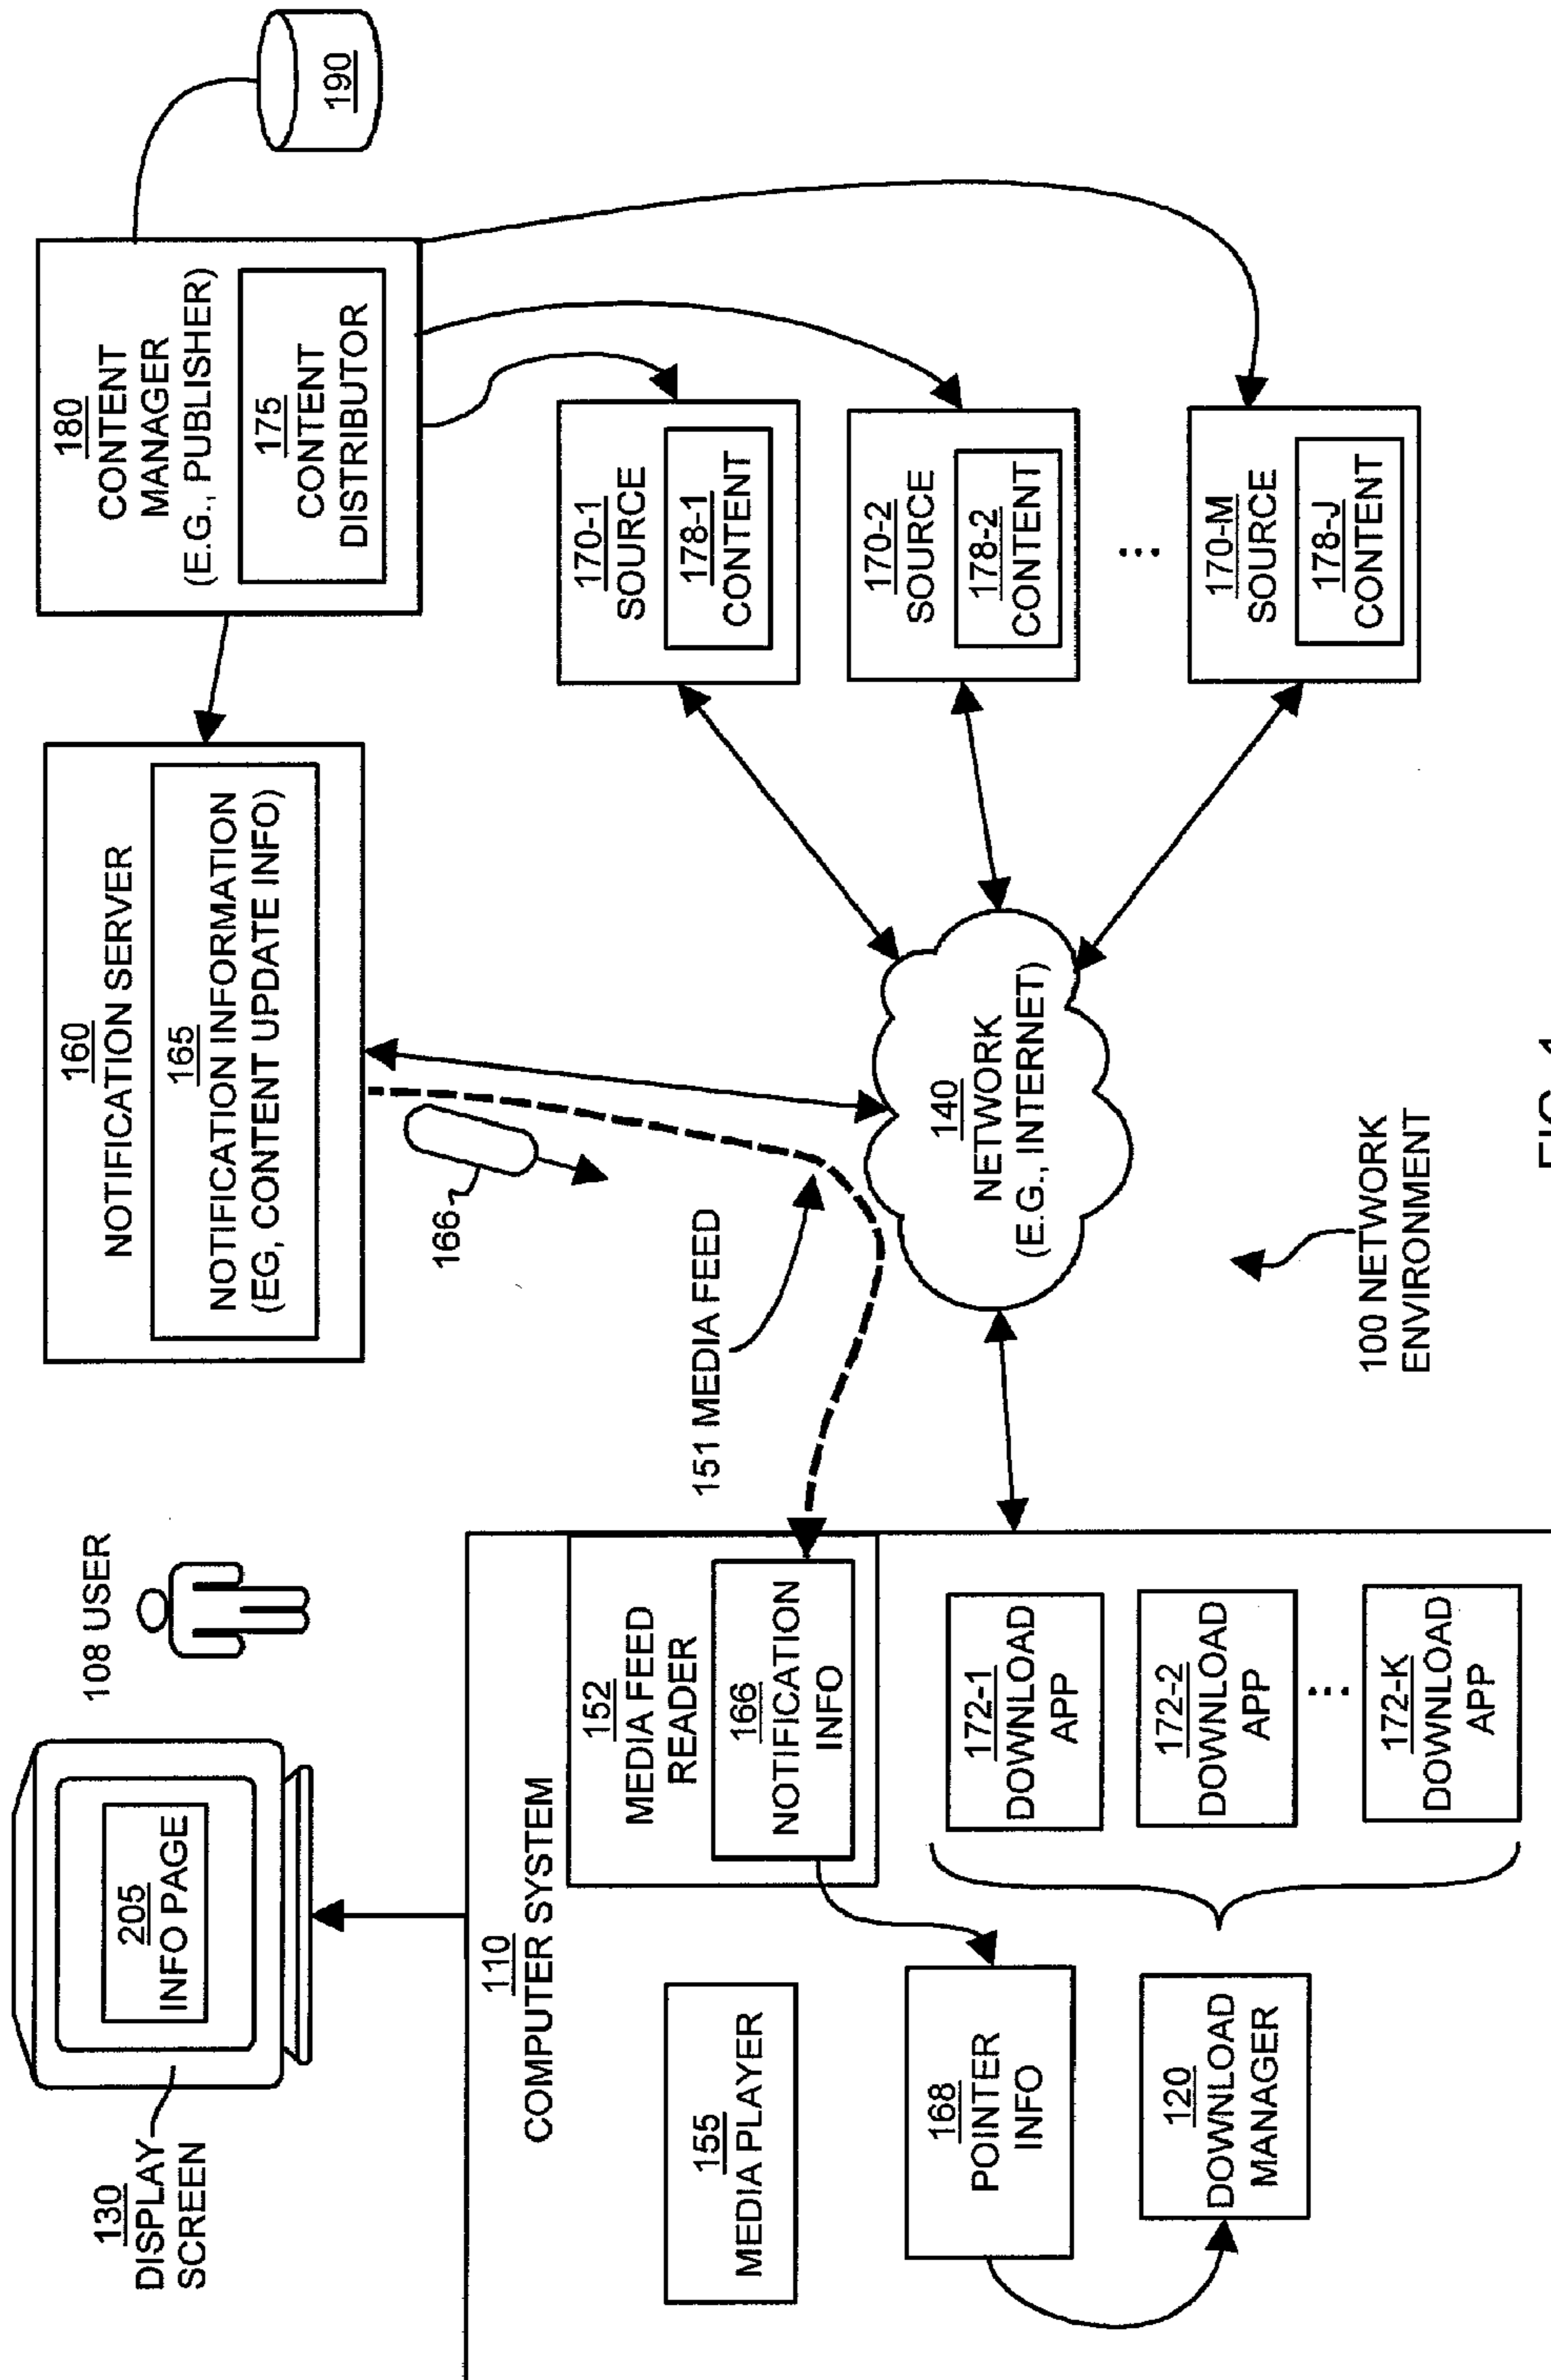 130
DISPLAY
SCREEN
205
INFO PAGE
108 USER
160
NOTIFICATION SERVER
165
NOTIFICATION INFORMATION
(EG, CONTENT UPDATE INFO)
180
CONTENT
MANAGER
(E.G., PUBLISHER)
175
CONTENT
DISTRIBUTOR
190
110
COMPUTER SYSTEM
155
MEDIA PLAYER
152
MEDIA FEED
READER
166
NOTIFICATION
INFO
166
151 MEDIA FEED
168
POINTER
INFO
120
DOWNLOAD
MANAGER
172-1
DOWNLOAD
APP
172-2
DOWNLOAD
APP
...
172-K
DOWNLOAD
APP
140
NETWORK
(E.G., INTERNET)
170-1
SOURCE
178-1
CONTENT
170-2
SOURCE
178-2
CONTENT
...
170-M
SOURCE
178-J
CONTENT
100 NETWORK
ENVIRONMENT